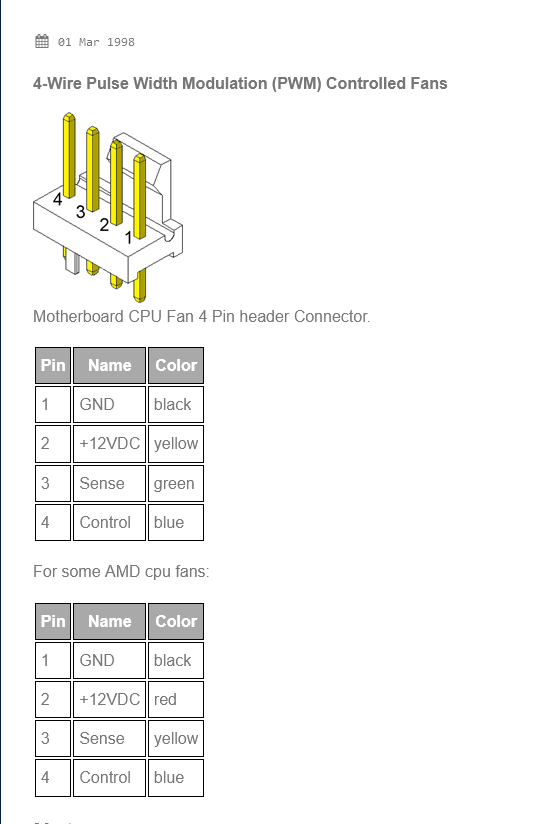 01 Mar 1998
4-Wire Pulse Width Modulation (PWM) Controlled Fans
4
3
2
1
Motherboard CPU Fan 4 Pin header Connector.
Pin Name Color
1 GND black
2 +12VDC yellow
3 Sense green
4 Control blue
For some AMD cpu fans:
Pin Name Color
1 GND black
2 +12VDC red
3 Sense yellow
4 Control blue